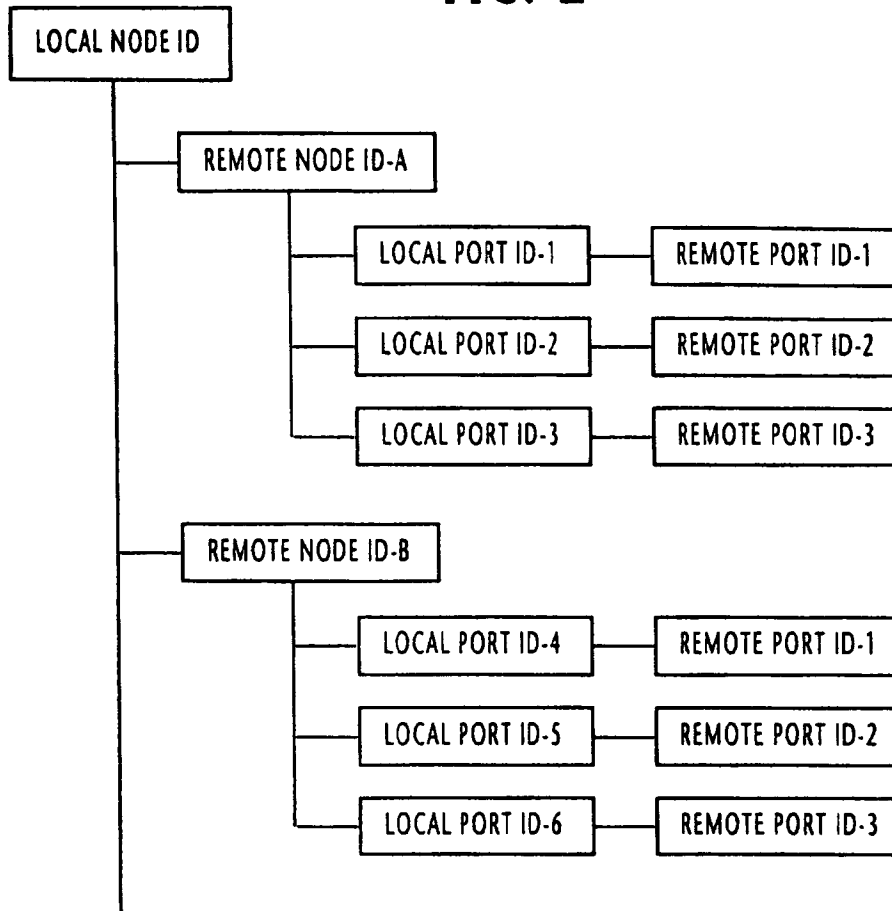 LOCAL NODE ID
REMOTE NODE ID-A
LOCAL PORT ID-1 REMOTE PORT ID-1
LOCAL PORT ID-2 REMOTE PORT ID-2
LOCAL PORT ID-3 REMOTE PORT ID-3
REMOTE NODE ID-B
LOCAL PORT ID-4 REMOTE PORT ID-1
LOCAL PORT ID-5 REMOTE PORT ID-2
LOCAL PORT ID-6 REMOTE PORT ID-3